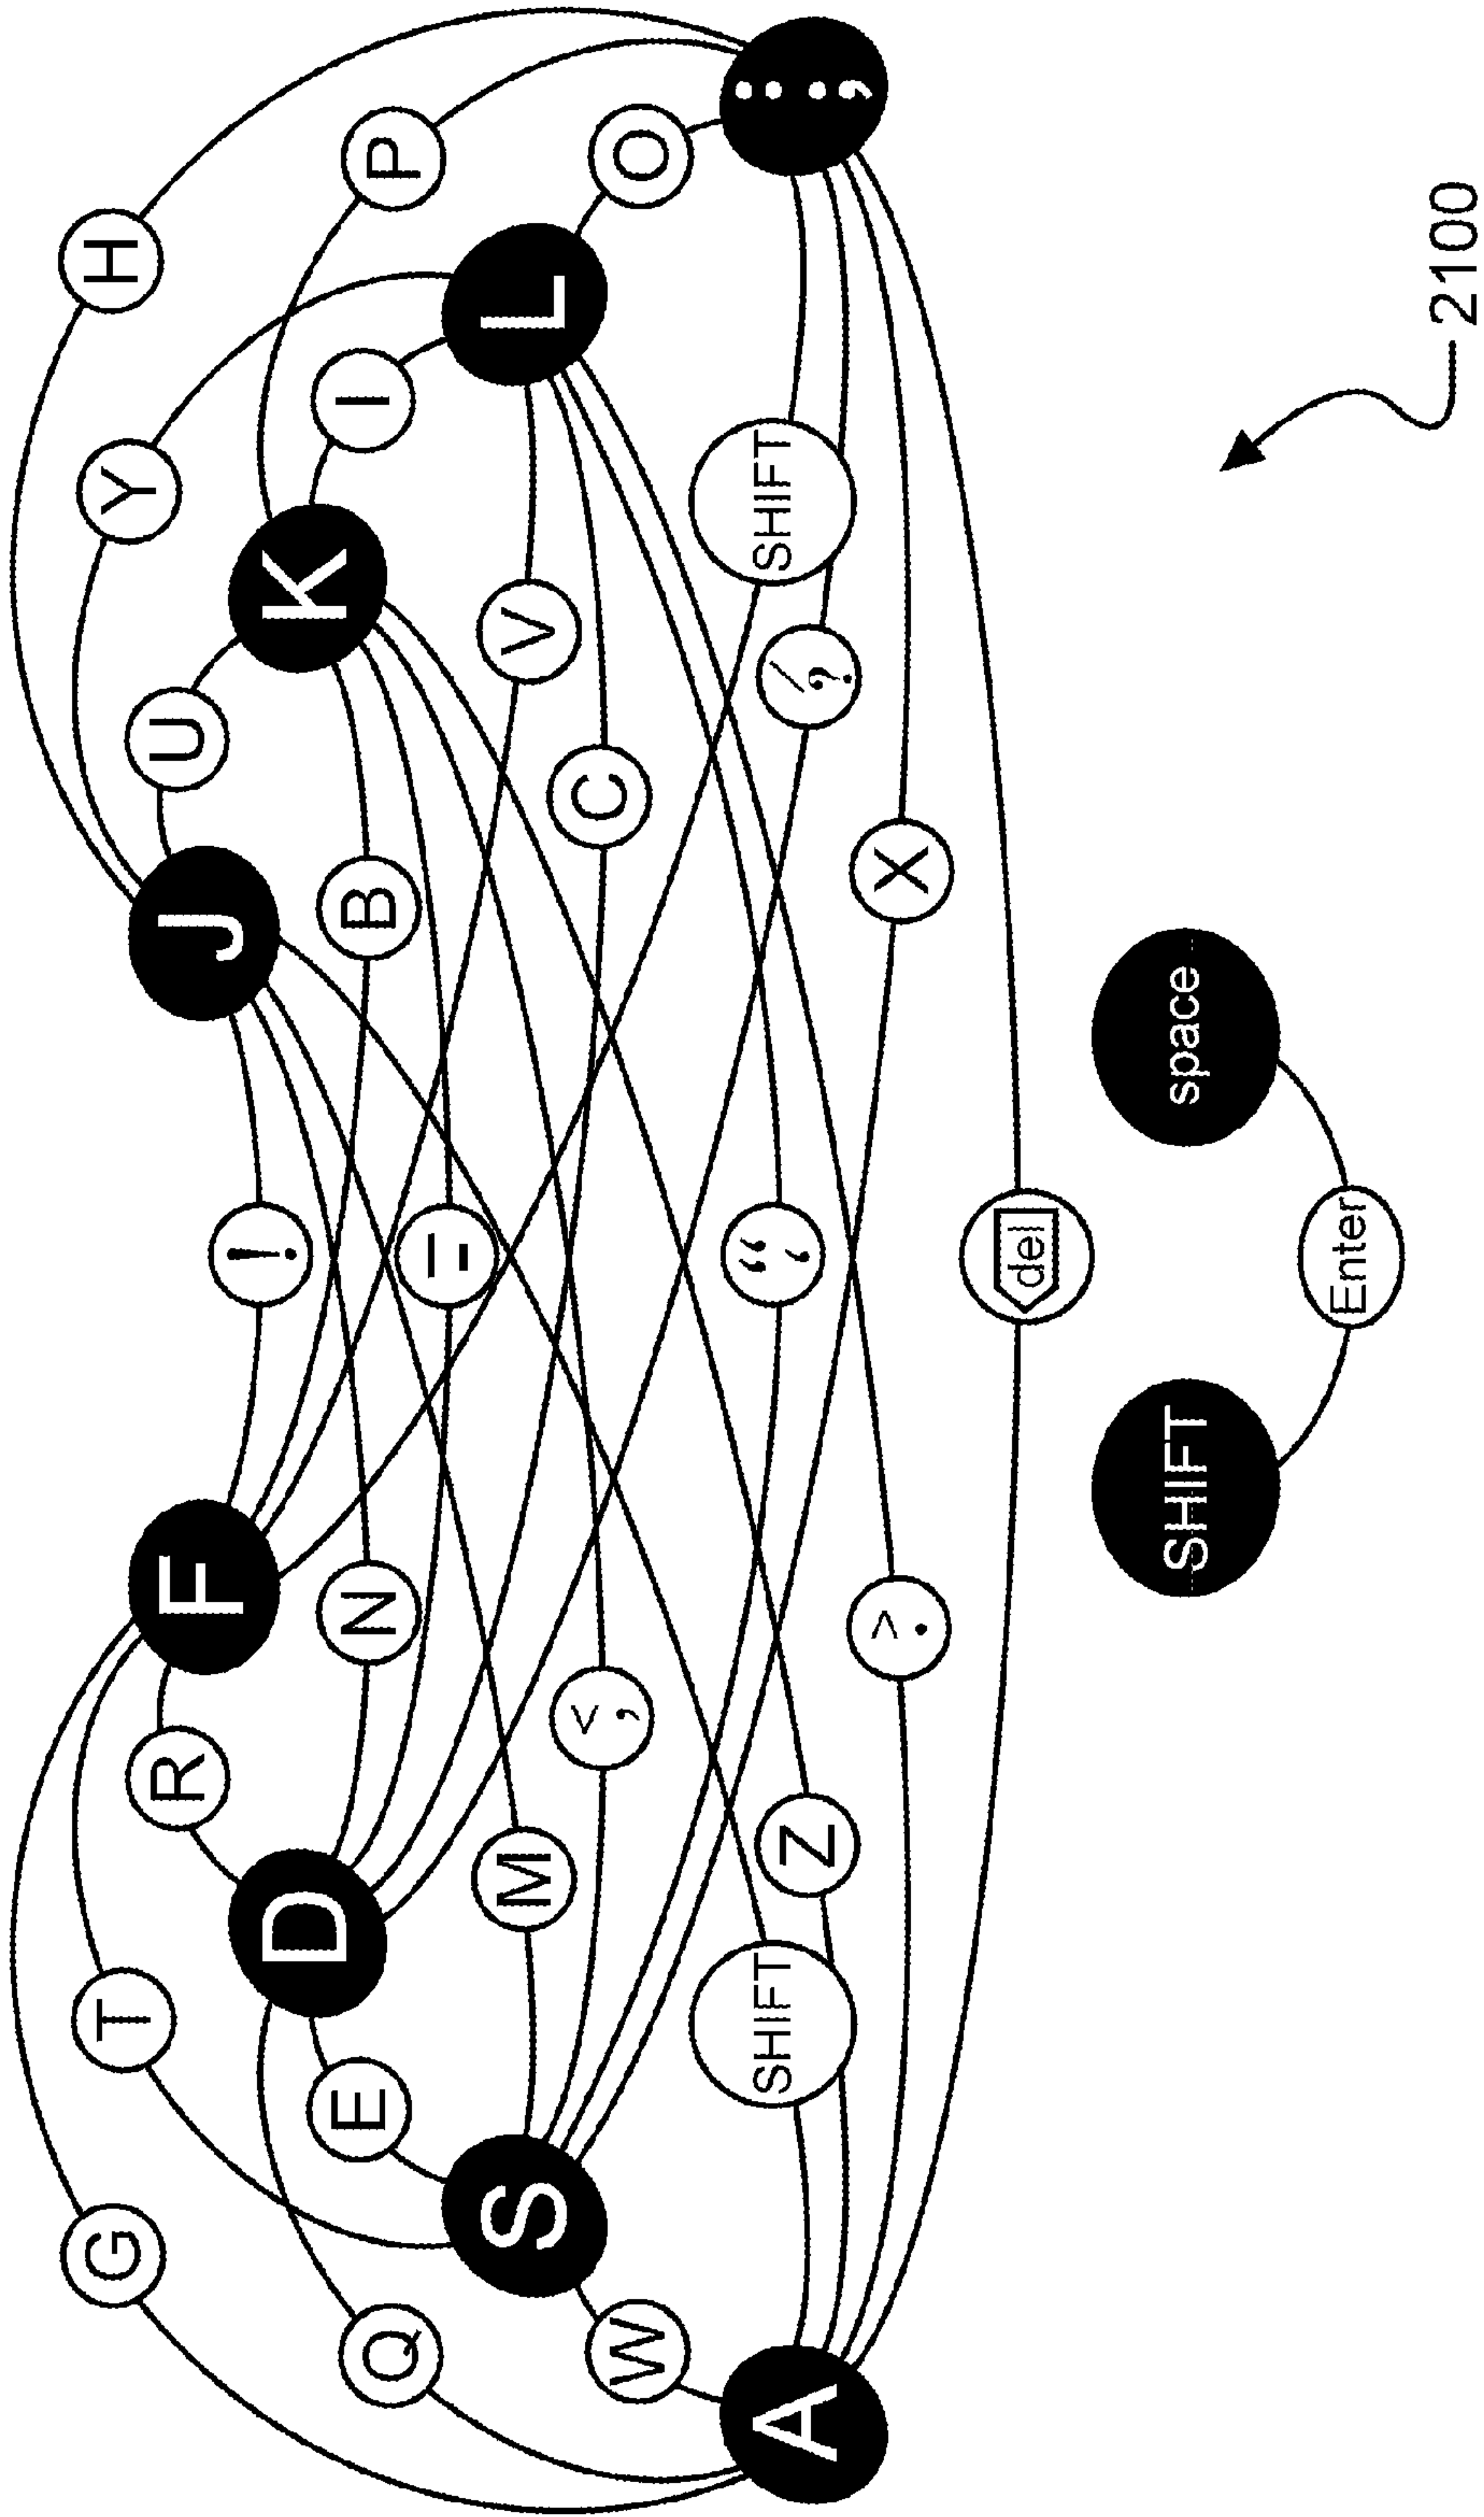 G T Y H
R U
F J
!
D K
E I
Q N B P
_ -
S M V L
< , C
W O
SHIFT “ ‘ SHIFT
A Z / ? : ;
> . X
del
SHIFT space
Enter
2100